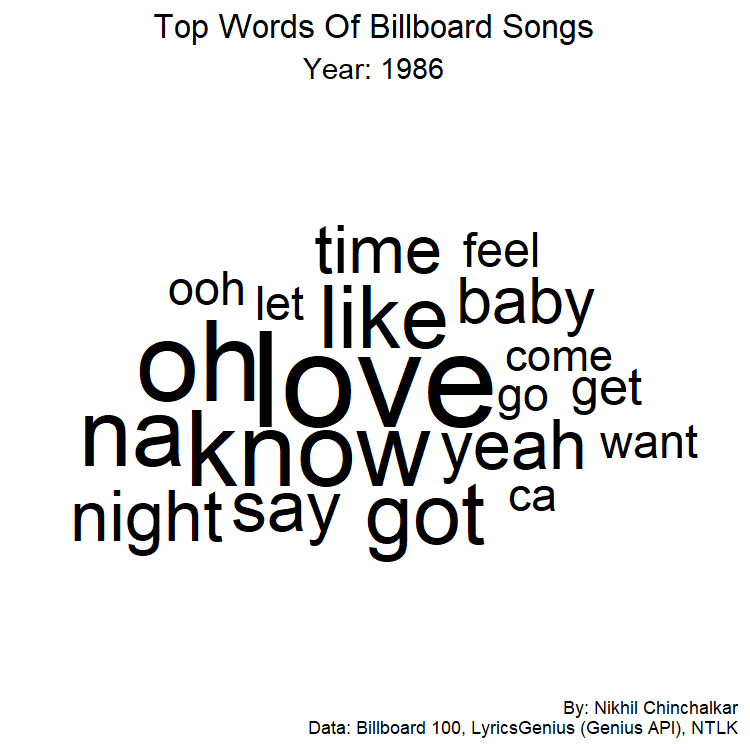 Top Words Of Billboard Songs
Year: 1986
time feel
ooh let like baby
oh love come
go get
na know yeah want
night say got ca
By: Nikhil Chinchalkar
Data: Billboard 100, LyricsGenius (Genius API), NTLK